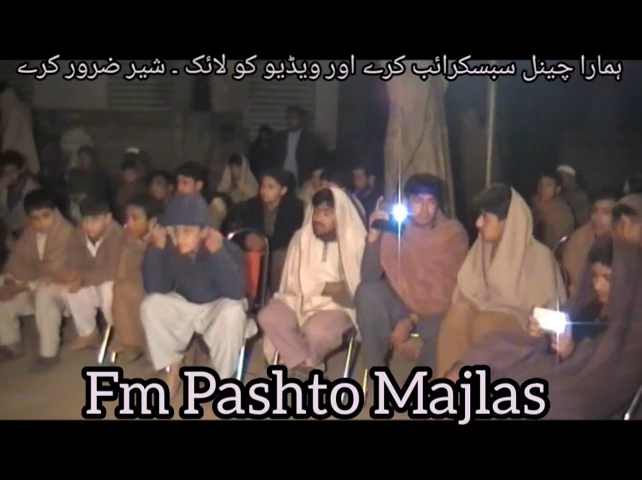 ہمارا چینل سبسکرائب کرے اور ویڈیو کو لائک ۔ شیر ضرور کرے
Fm Pashto Majlas